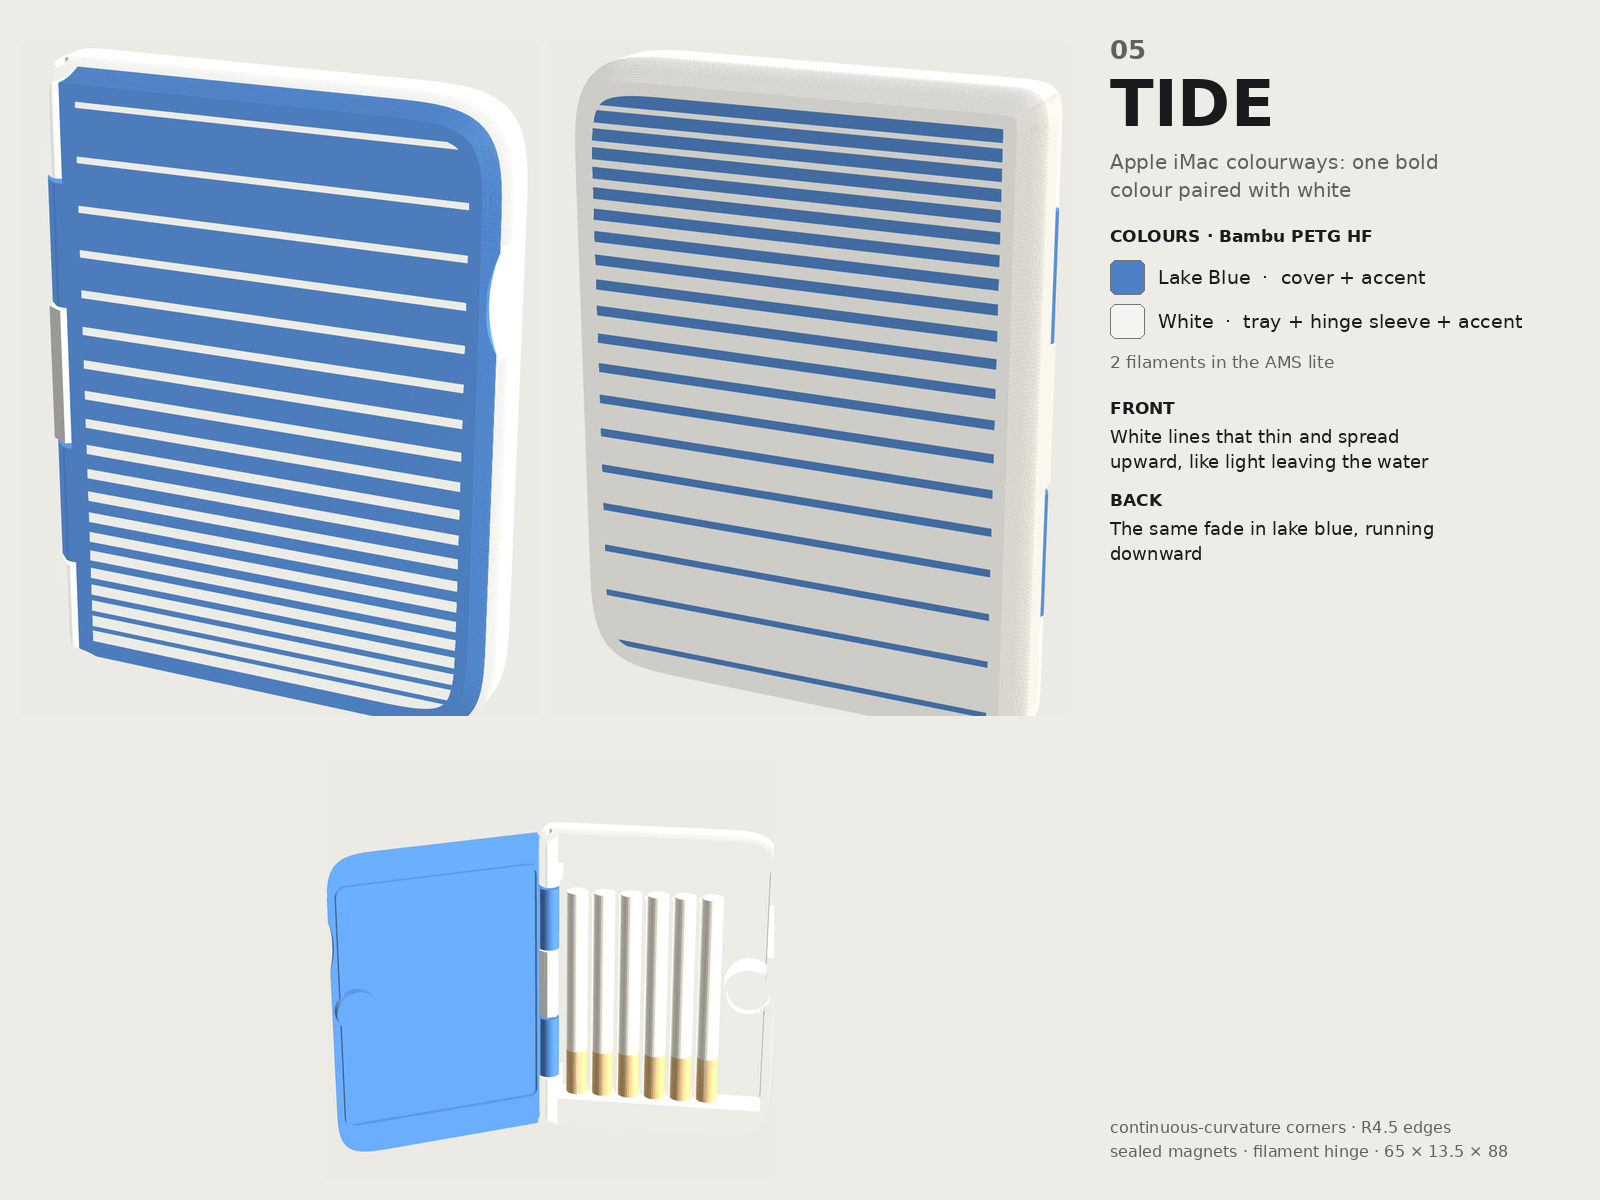 05
TIDE
Apple iMac colourways: one bold
colour paired with white
COLOURS · Bambu PETG HF
Lake Blue · cover + accent
White · tray + hinge sleeve + accent
2 filaments in the AMS lite
FRONT
White lines that thin and spread
upward, like light leaving the water
BACK
The same fade in lake blue, running
downward
continuous-curvature corners · R4.5 edges
sealed magnets · filament hinge · 65 × 13.5 × 88